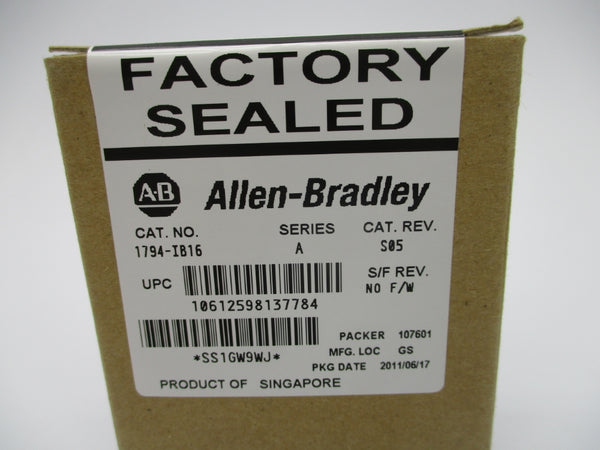 FACTORY
SEALED
A-B Allen-Bradley
CAT. NO. SERIES CAT. REV.
1794-IB16 A S05
UPC S/F REV.
10612598137784 NO F/W
PACKER 107601
*SS1GW9WJ* MFG. LOC GS
PKG DATE 2011/06/17
PRODUCT OF SINGAPORE